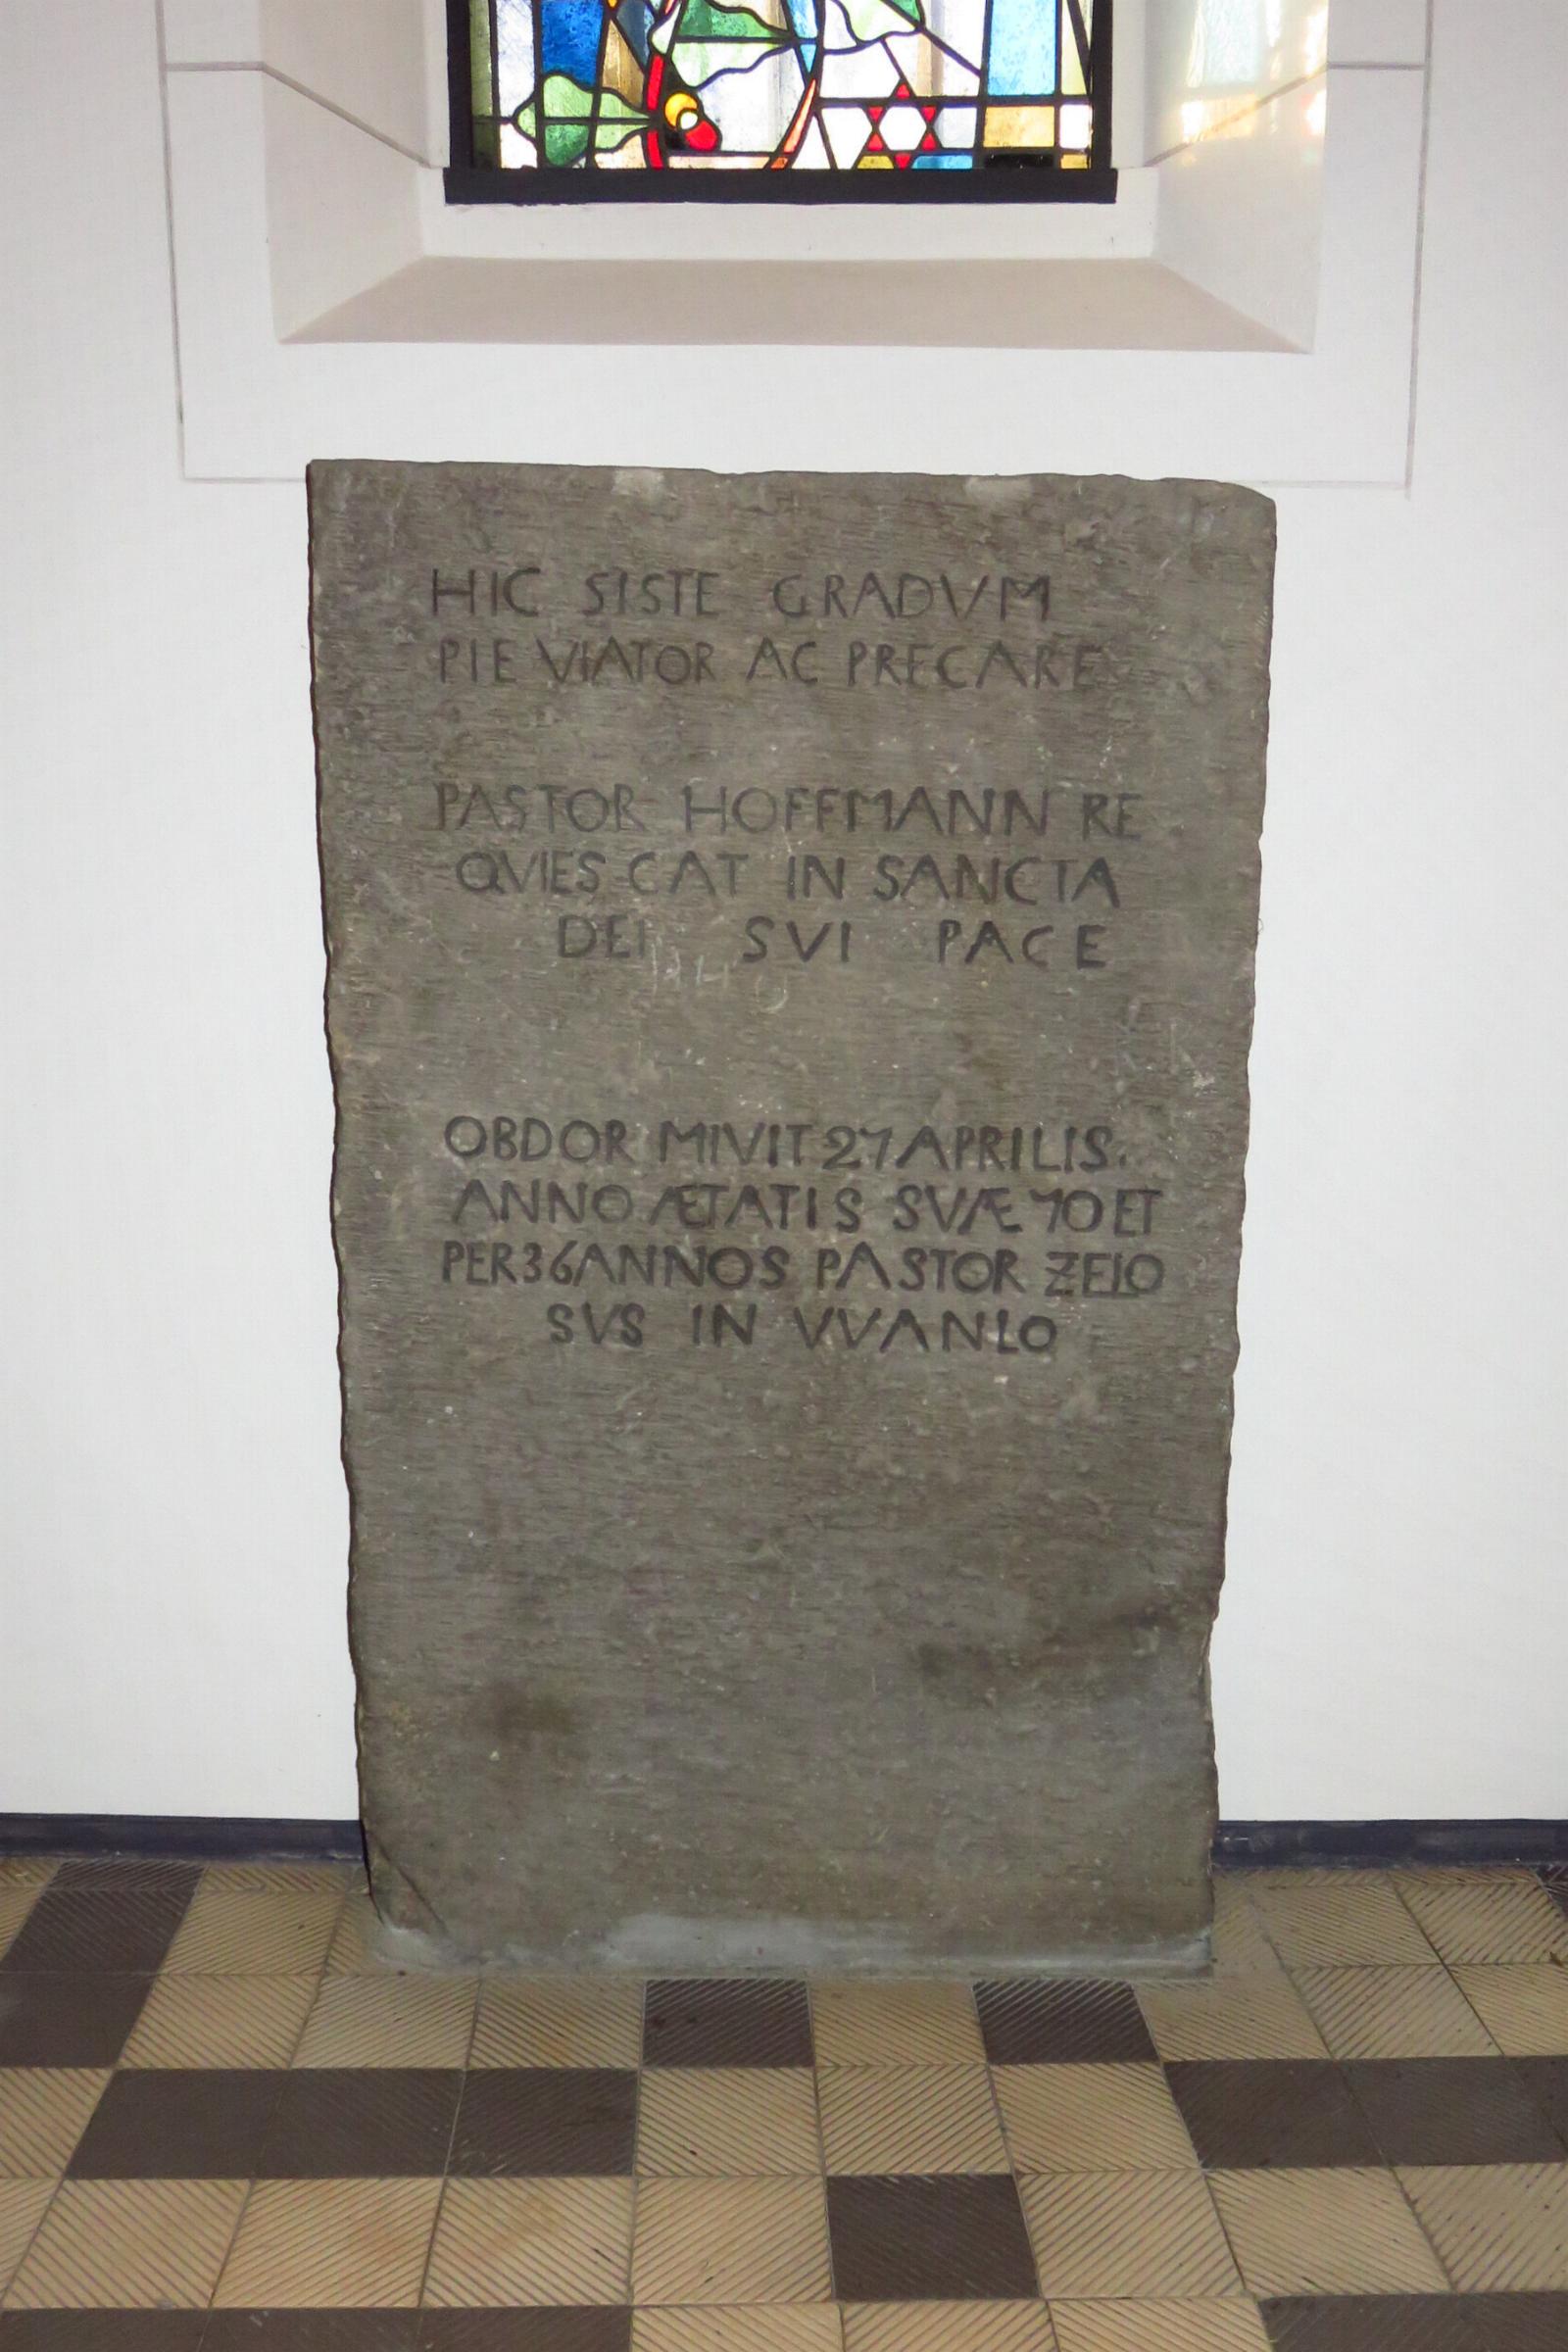 HIC SISTE GRADVM
PIE VIATOR AC PRECARE
PASTOR HOFFMANN RE
QVIES CAT IN SANCTA
DEI SVI PACE
OBDOR MIVIT 27 APRILIS.
ANNO ÆTATIS SVÆ 70 ET
PER 36 ANNOS PASTOR ZELO
SVS IN VVANLO